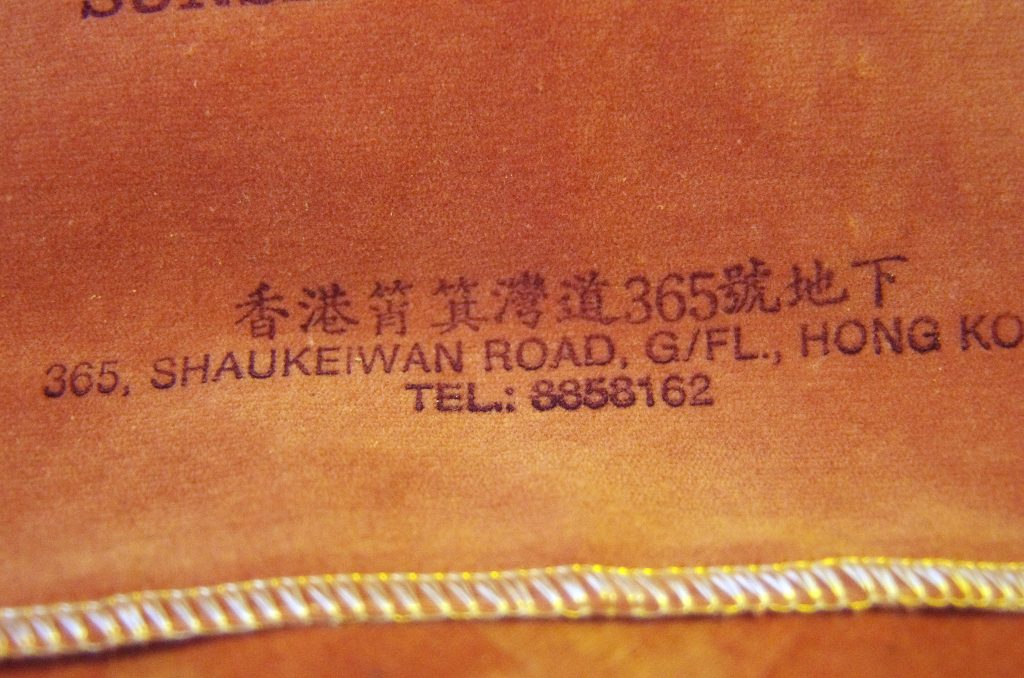 香港筲箕灣道365號地下
365, SHAUKEIWAN ROAD, G/FL., HONG KO
TEL.: 8858162